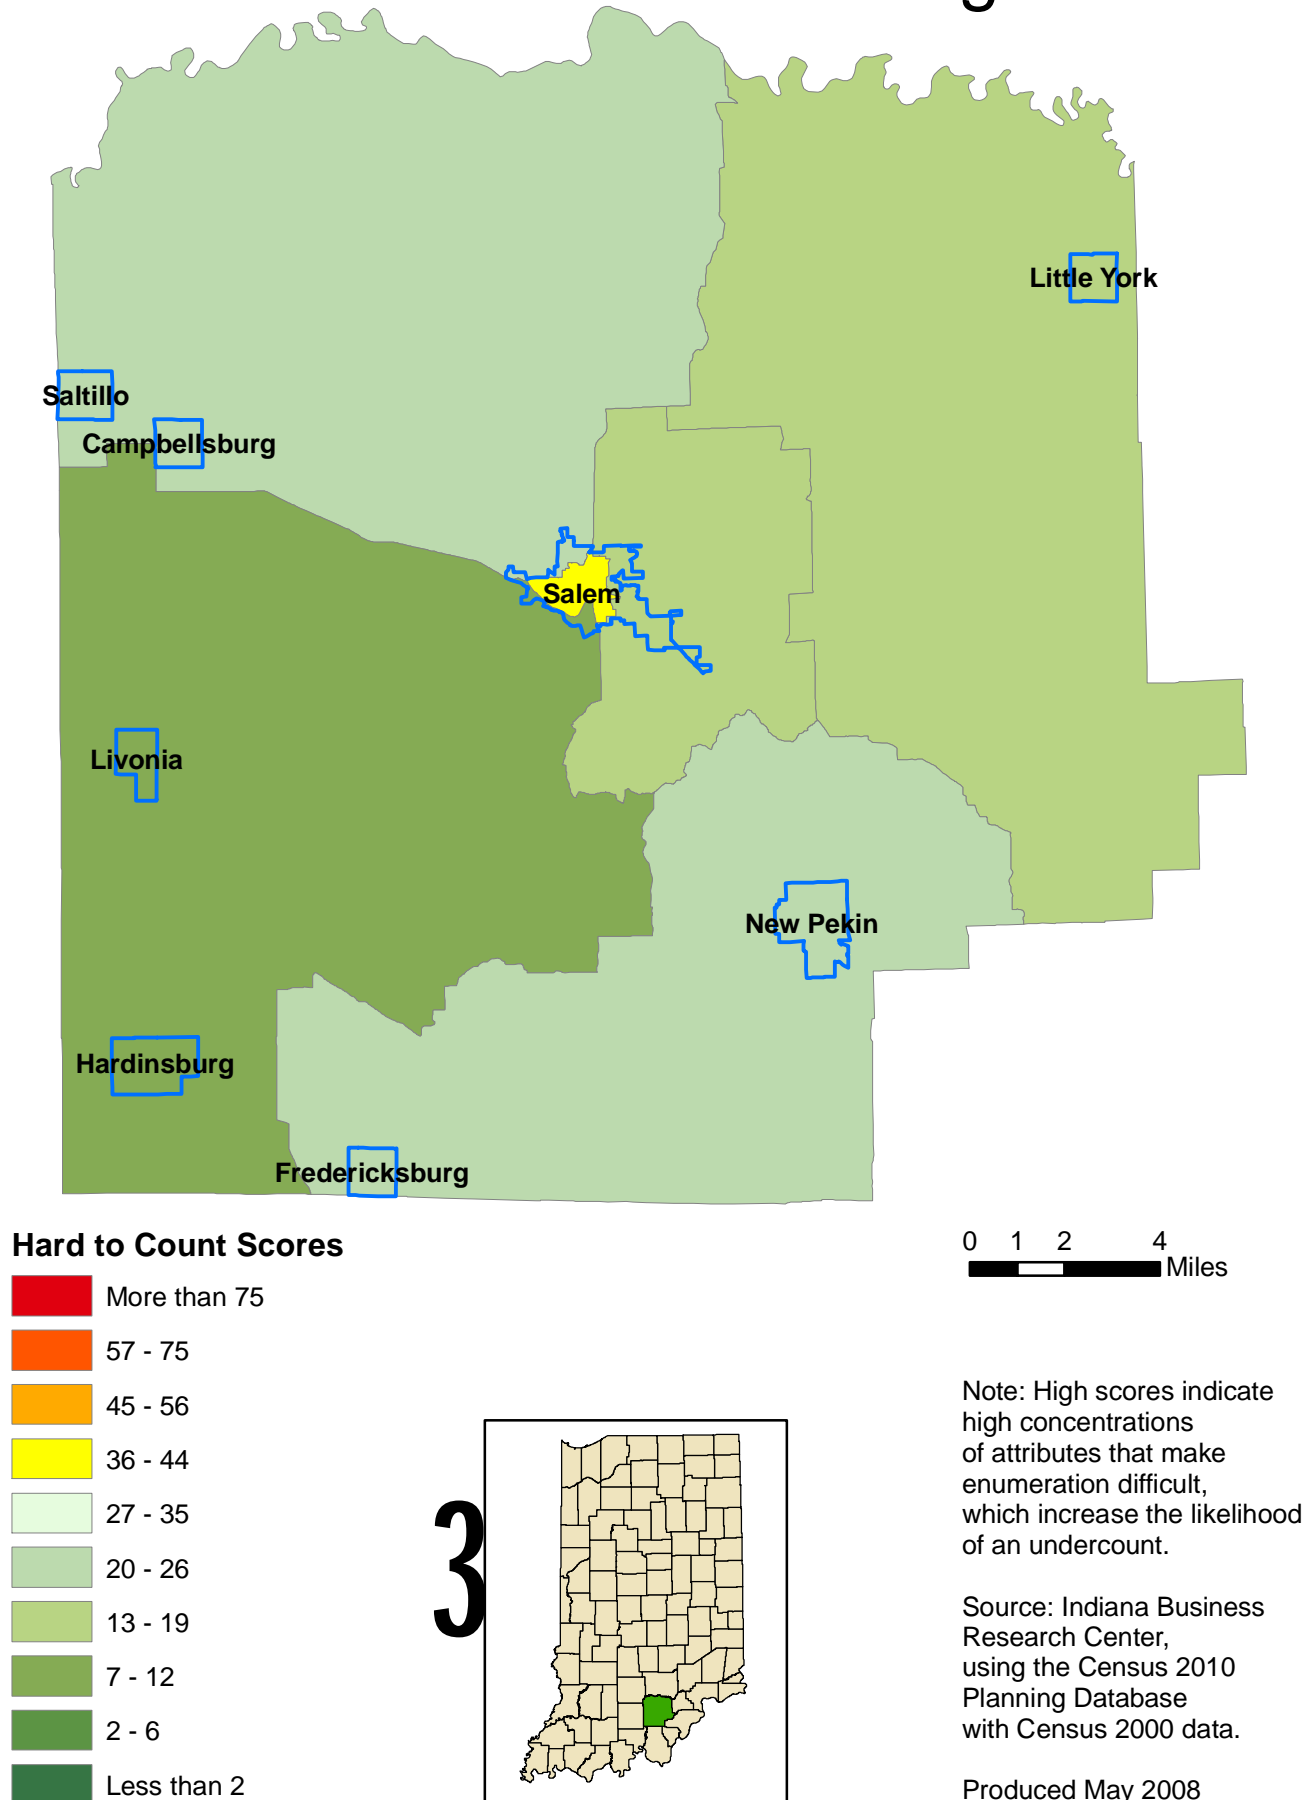 g
Little York
Saltillo
Campbellsburg
Salem
Livonia
New Pekin
Hardinsburg
Fredericksburg
Hard to Count Scores
More than 75
57 - 75
45 - 56
36 - 44
27 - 35
20 - 26
13 - 19
7 - 12
2 - 6
Less than 2
0 1 2 4
Miles
3
Note: High scores indicate
high concentrations
of attributes that make
enumeration difficult,
which increase the likelihood
of an undercount.
Source: Indiana Business
Research Center,
using the Census 2010
Planning Database
with Census 2000 data.
Produced May 2008